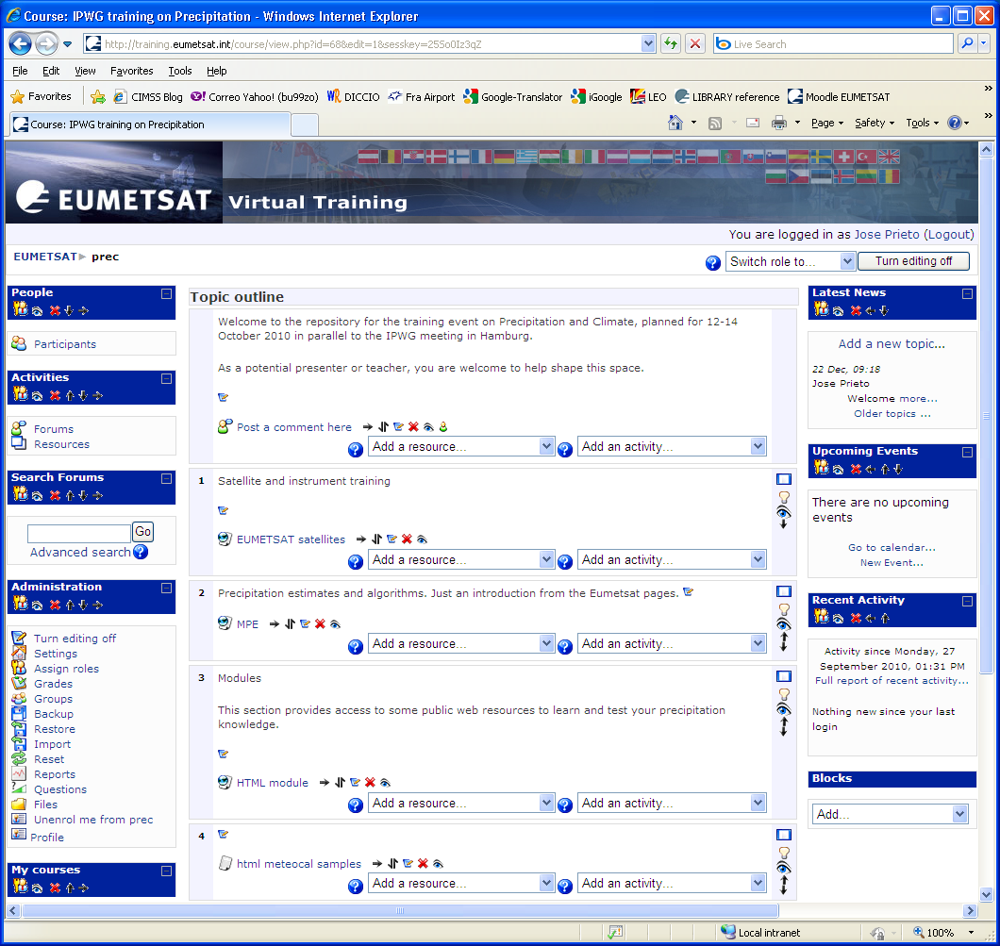 Course: IPWG training on Precipitation - Windows Internet Explorer
http://training.eumetsat.int/course/view.php?id=68&edit=1&sesskey=255o0Iz3qZ
Live Search
File Edit View Favorites Tools Help
Favorites CIMSS Blog Correo Yahoo! (bu99zo) DICCIO Fra Airport Google-Translator iGoogle LEO LIBRARY reference Moodle EUMETSAT
Course: IPWG training on Precipitation
Page Safety Tools
EUMETSAT Virtual Training
You are logged in as Jose Prieto (Logout)
EUMETSAT prec
Switch role to... Turn editing off
People
Participants
Activities
Forums
Resources
Search Forums
Go
Advanced search
Administration
Turn editing off
Settings
Assign roles
Grades
Groups
Backup
Restore
Import
Reset
Reports
Questions
Files
Unenrol me from prec
Profile
My courses
Topic outline
Welcome to the repository for the training event on Precipitation and Climate, planned for 12-14
October 2010 in parallel to the IPWG meeting in Hamburg.
As a potential presenter or teacher, you are welcome to help shape this space.
Post a comment here
Add a resource... Add an activity...
1 Satellite and instrument training
EUMETSAT satellites
Add a resource... Add an activity...
2 Precipitation estimates and algorithms. Just an introduction from the Eumetsat pages.
MPE
Add a resource... Add an activity...
3 Modules
This section provides access to some public web resources to learn and test your precipitation
knowledge.
HTML module
Add a resource... Add an activity...
4
html meteocal samples
Add a resource... Add an activity...
Latest News
Add a new topic...
22 Dec, 09:18
Jose Prieto
Welcome more...
Older topics ...
Upcoming Events
There are no upcoming
events
Go to calendar...
New Event...
Recent Activity
Activity since Monday, 27
September 2010, 01:31 PM
Full report of recent activity...
Nothing new since your last
login
Blocks
Add...
Local intranet
100%